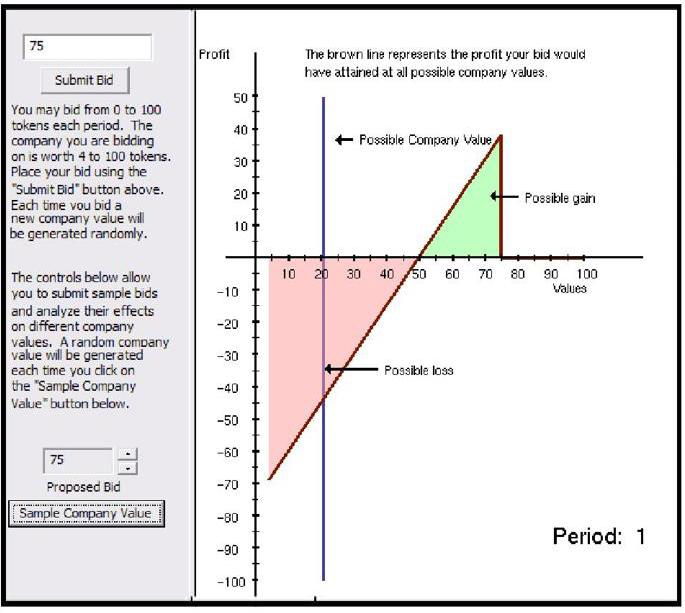 75
Submit Bid
You may bid from 0 to 100
tokens each period. The
company you are bidding
on is worth 4 to 100 tokens.
Place your bid using the
"Submit Bid" button above.
Each time you bid a
new company value will
be generated randomly.
The controls below allow
you to submit sample bids
and analyze their effects
on different company
values. A random company
value will be generated
each time you click on
the "Sample Company
Value" button below.
75
Proposed Bid
Sample Company Value
Profit
The brown line represents the profit your bid would
have attained at all possible company values.
50
40
30
20
10
-10
-20
-30
-40
-50
-60
-70
-80
-90
-100
Possible Company Value
Possible gain
10 20 30 40 50 60 70 80 90 100
Values
Possible loss
Period: 1